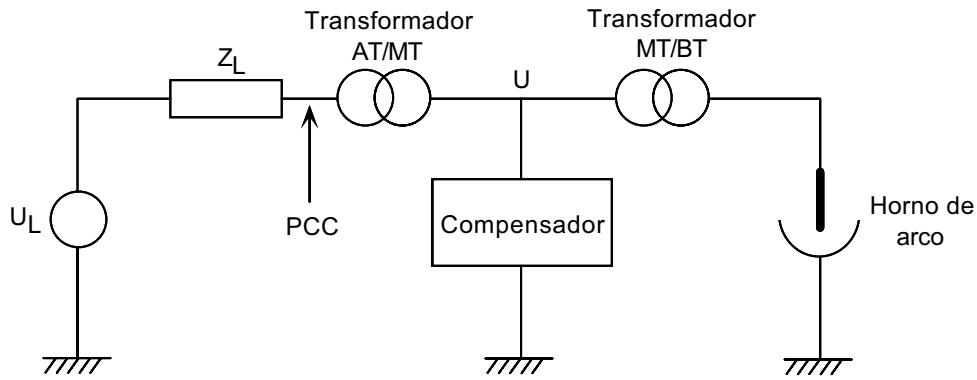 Transformador
AT/MT
Transformador
MT/BT
Z_L
U
U_L
PCC
Compensador
Horno de
arco